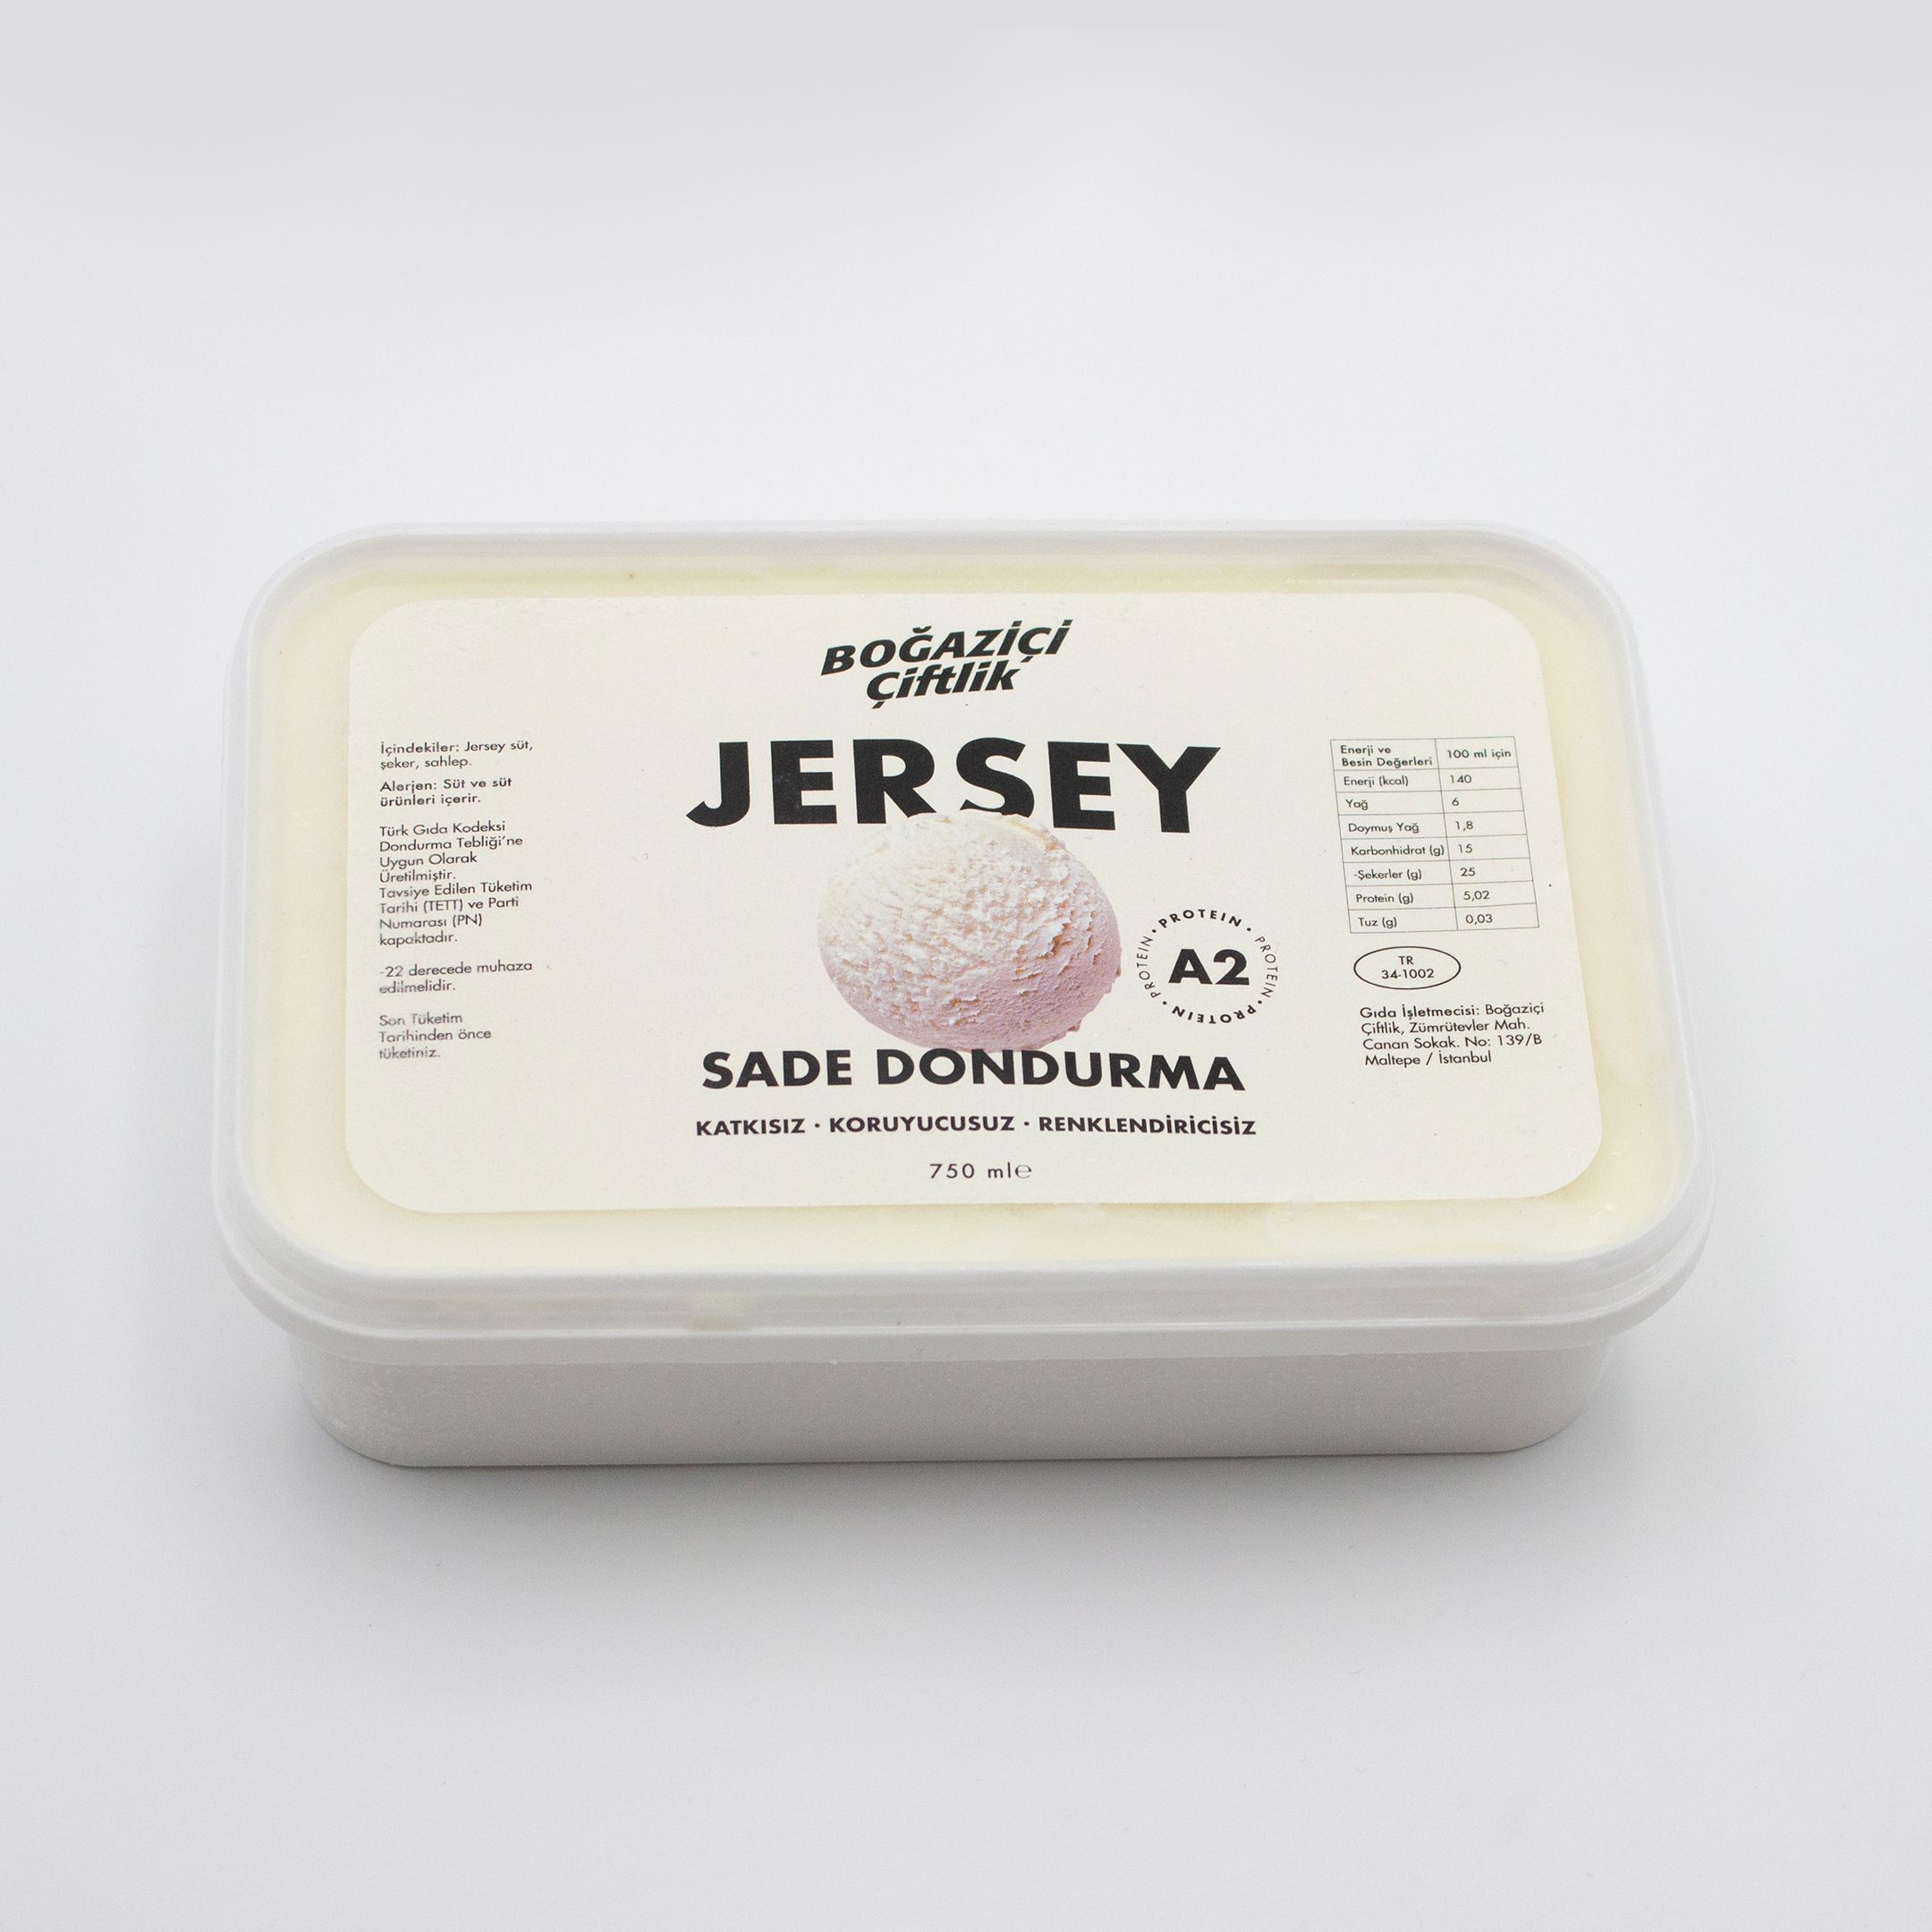 BOĞAZİÇİ
Çiftlik
JERSEY
İçindekiler: Jersey süt,
şeker, sahlep.
Alerjen: Süt ve süt
ürünleri içerir.
Türk Gıda Kodeksi
Dondurma Tebliği'ne
Uygun Olarak
Üretilmiştir.
Tavsiye Edilen Tüketim
Tarihi (TETT) ve Parti
Numarası (PN)
kapaktadır.
-22 derecede muhaza
edilmelidir.
Son Tüketim
Tarihinden önce
tüketiniz.
• PROTEIN • PROTEIN • PROTEIN • PROTEIN
A2
SADE DONDURMA
KATKISIZ • KORUYUCUSUZ • RENKLENDİRİCİSİZ
750 ml℮
Enerji ve
Besin Değerleri 100 ml için
Enerji (kcal) 140
Yağ 6
Doymuş Yağ 1,8
Karbonhidrat (g) 15
-Şekerler (g) 25
Protein (g) 5,02
Tuz (g) 0,03
TR
34-1002
Gıda İşletmecisi: Boğaziçi
Çiftlik, Zümrütevler Mah.
Canan Sokak. No: 139/B
Maltepe / İstanbul